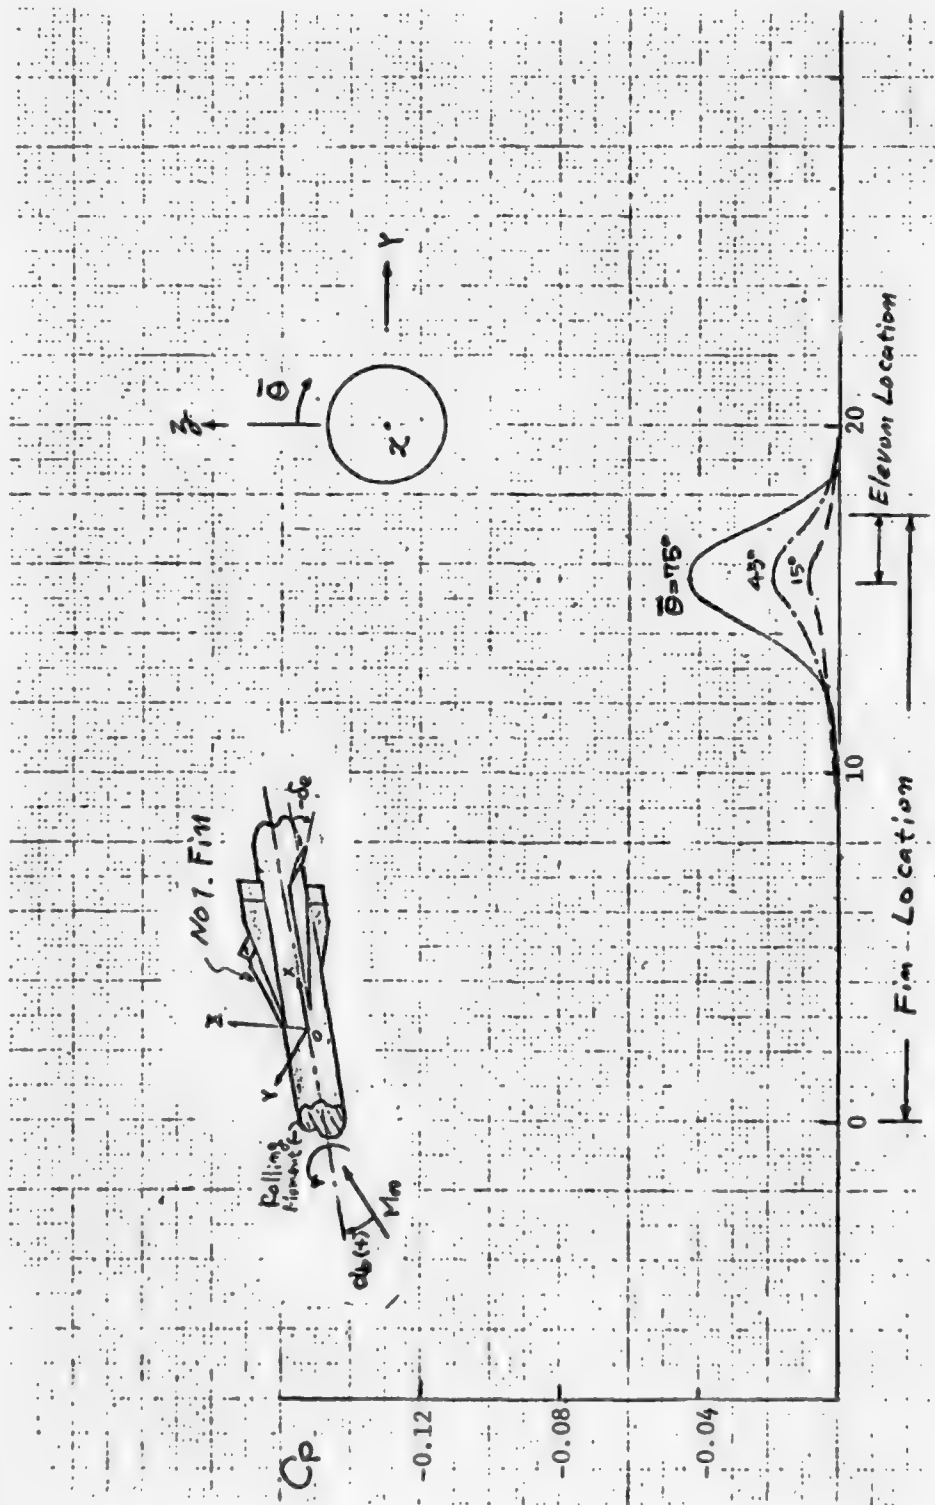 Cp
-0.12
-0.08
-0.04
No 1. Fin
Z
Y
X
O
-δe
Rolling
Moment (-)
αb(+)
M∞
z
θ̄
x
Y
θ̄=75°
45°
15°
0
10
20
Elevon Location
Fin Location